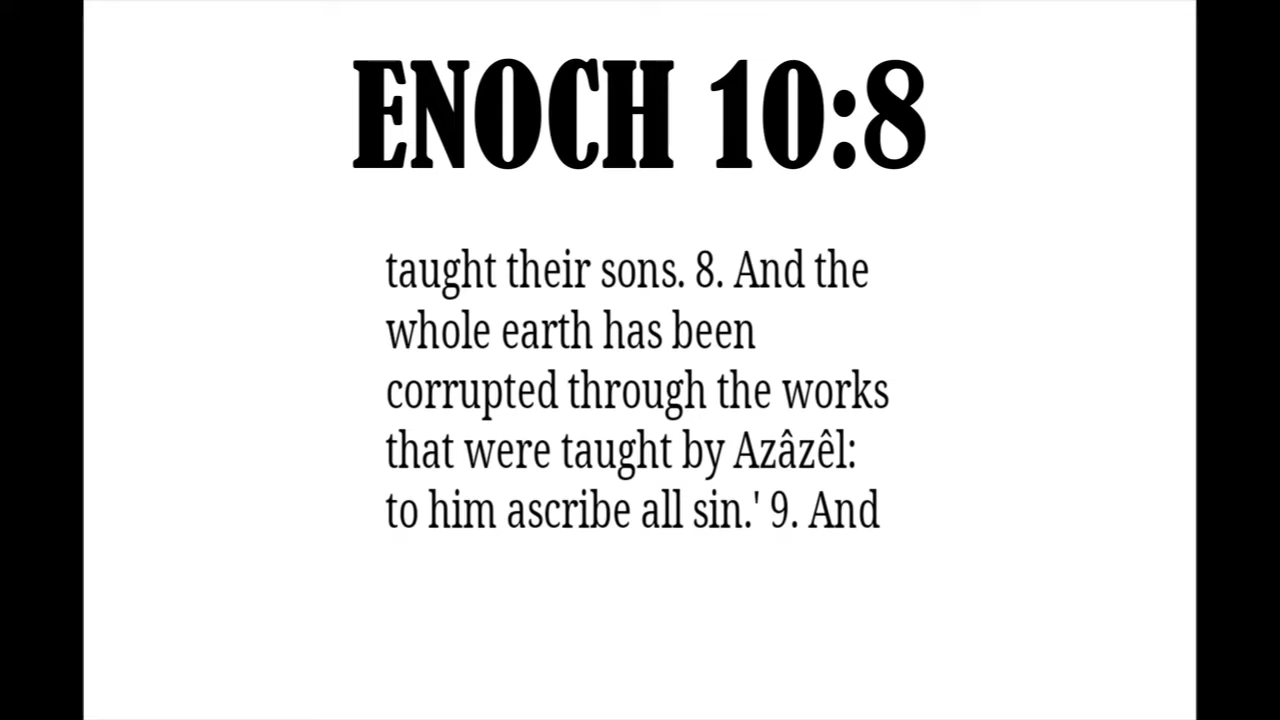 ENOCH 10:8
taught their sons. 8. And the
whole earth has been
corrupted through the works
that were taught by Azâzêl:
to him ascribe all sin.' 9. And